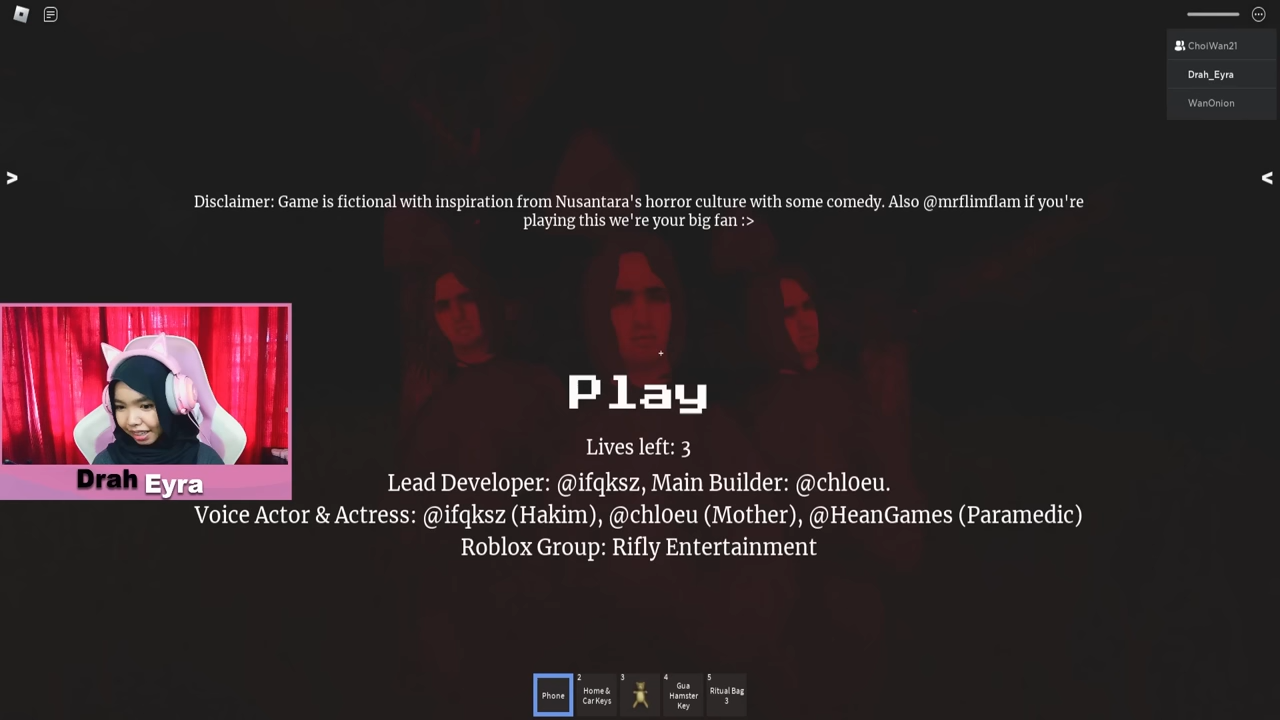 ChoiWan21
Drah_Eyra
WanOnion
>
<
Disclaimer: Game is fictional with inspiration from Nusantara's horror culture with some comedy. Also @mrflimflam if you're
playing this we're your big fan :>
Play
Lives left: 3
Drah Eyra
Lead Developer: @ifqksz, Main Builder: @chl0eu.
Voice Actor & Actress: @ifqksz (Hakim), @chl0eu (Mother), @HeanGames (Paramedic)
Roblox Group: Rifly Entertainment
Phone
2
Home &
Car Keys
3
4
Gua
Hamster
Key
5
Ritual Bag
3